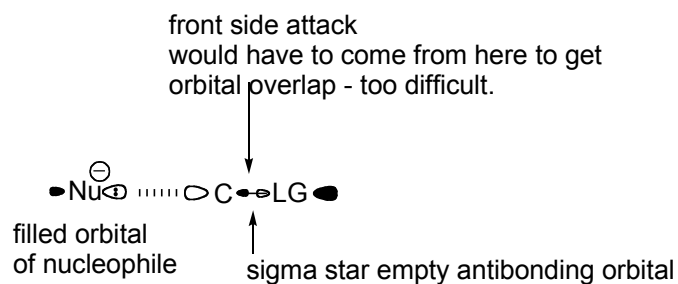 front side attack
would have to come from here to get
orbital overlap - too difficult.
Nu C LG
filled orbital
of nucleophile
sigma star empty antibonding orbital